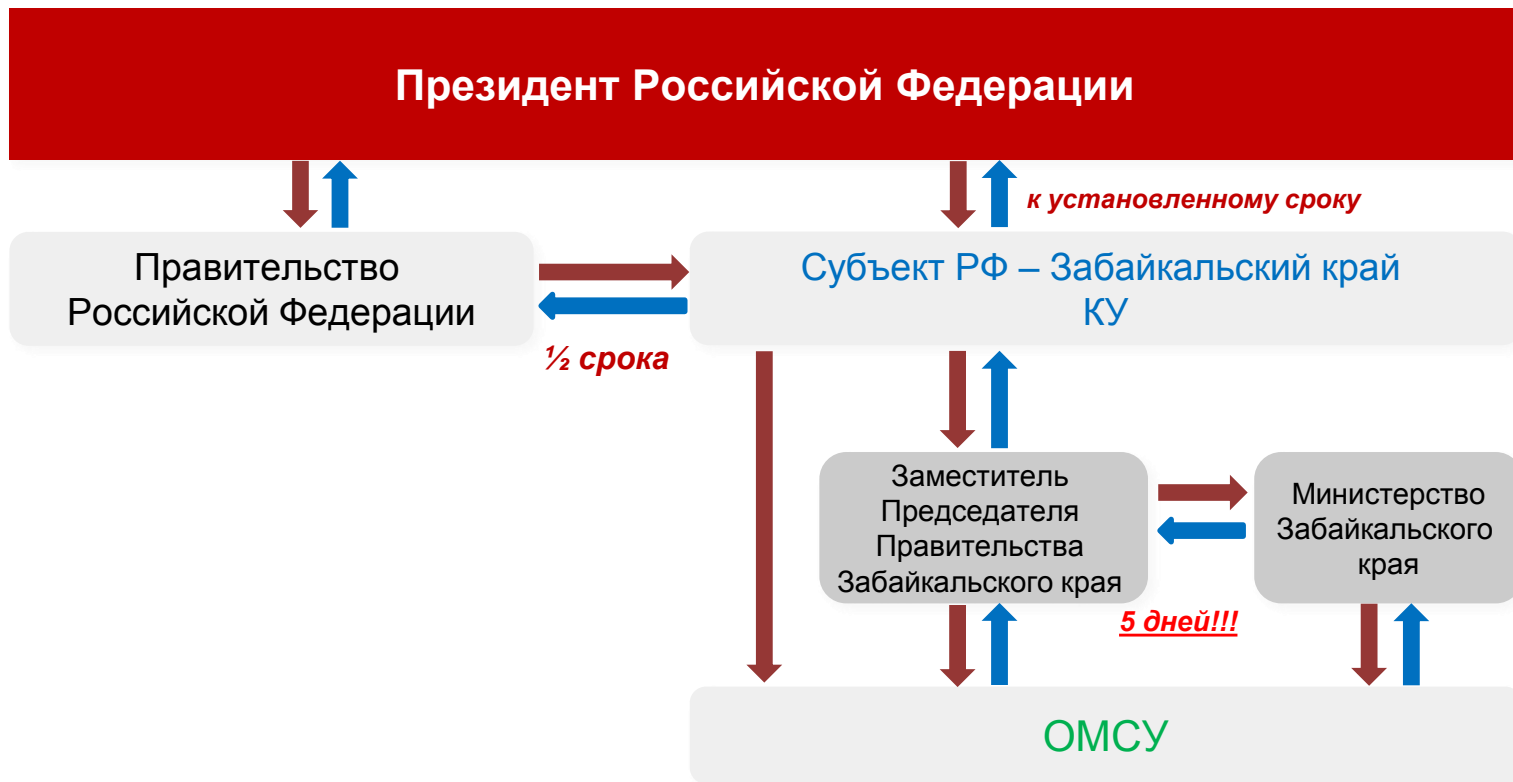 Президент Российской Федерации
к установленному сроку
Правительство
Российской Федерации
Субъект РФ – Забайкальский край
КУ
½ срока
Заместитель
Председателя
Правительства
Забайкальского края
Министерство
Забайкальского
края
5 дней!!!
ОМСУ